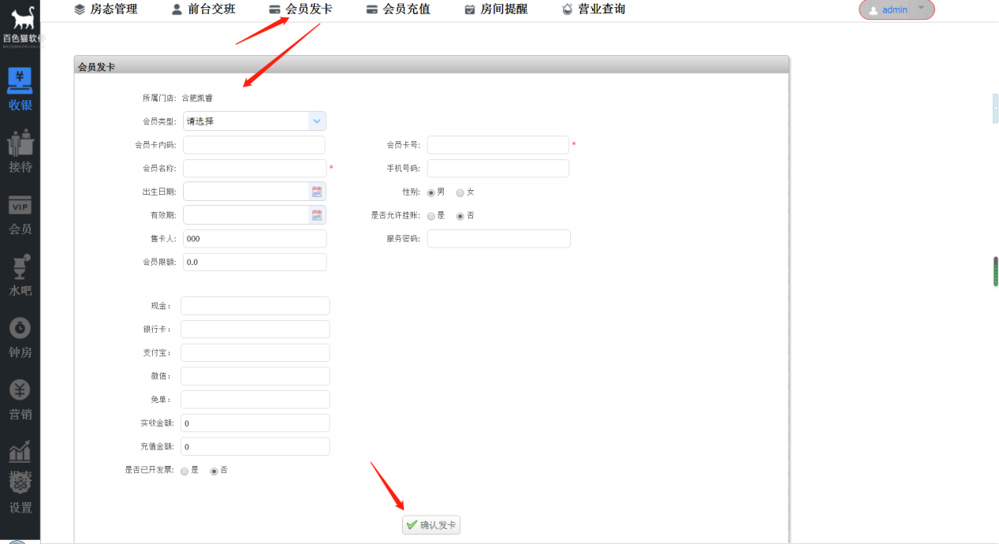 房态管理 前台交班 会员发卡 会员充值 房间提醒 营业查询 admin
百色猫软件
收银
接待
VIP
会员
水吧
钟房
营销
报表
设置
会员发卡
所属门店: 合肥凯睿
会员类型: 请选择
会员卡内码: 会员卡号: *
会员名称: * 手机号码:
出生日期: 性别: 男 女
有效期: 是否允许挂账: 是 否
售卡人: 000 服务密码:
会员限额: 0.0
现金:
银行卡:
支付宝:
微信:
免单:
实收金额: 0
充值金额: 0
是否已开发票: 是 否
确认发卡